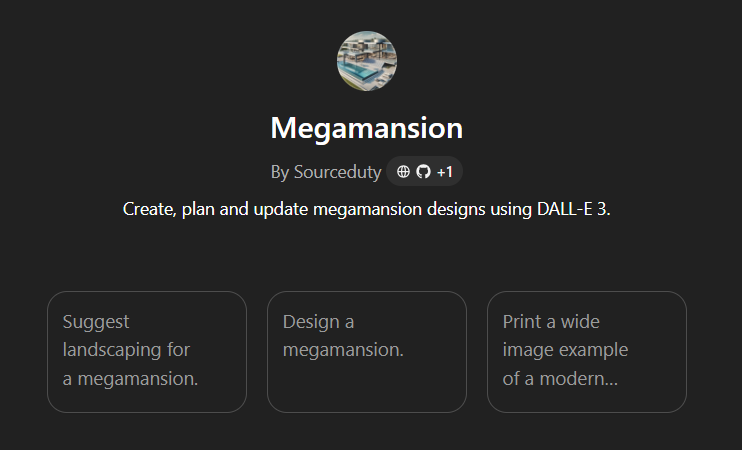 Megamansion
By Sourceduty +1
Create, plan and update megamansion designs using DALL-E 3.
Suggest
landscaping for
a megamansion.
Design a
megamansion.
Print a wide
image example
of a modern...